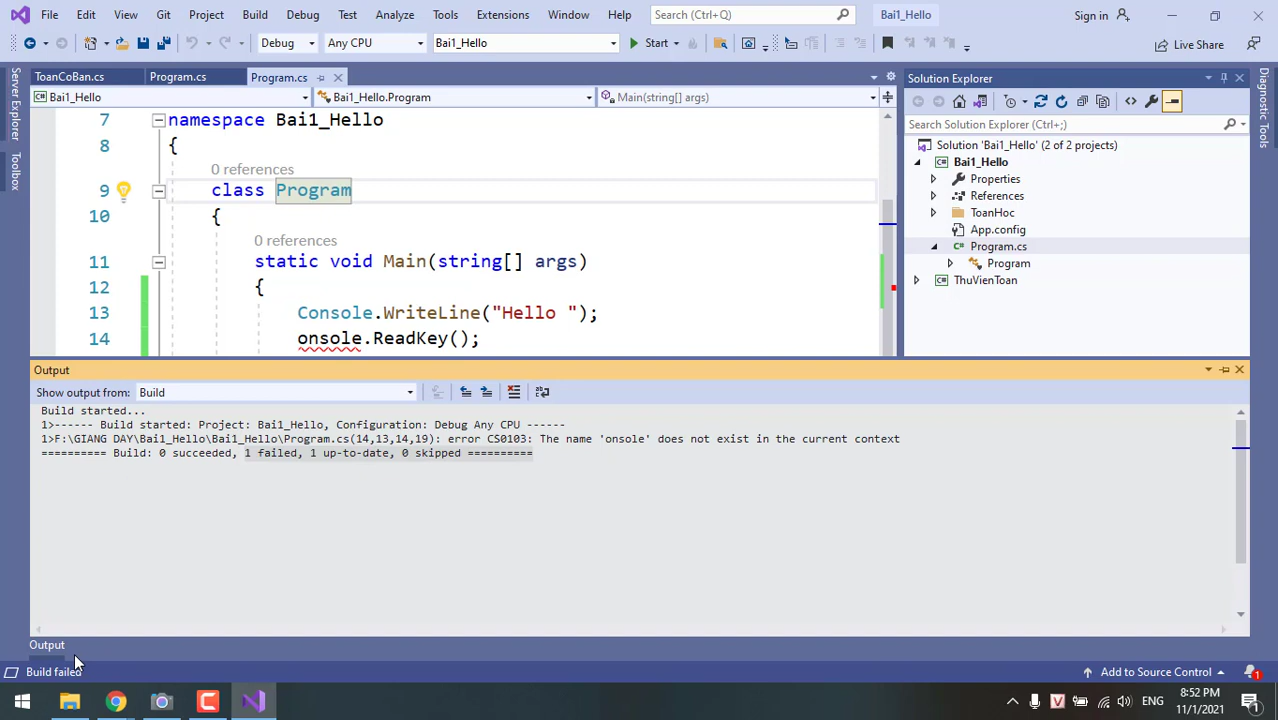 File Edit View Git Project Build Debug Test Analyze Tools Extensions Window Help Search (Ctrl+Q) Bai1_Hello Sign in
Debug Any CPU Bai1_Hello Start Live Share
ToanCoBan.cs Program.cs Program.cs
Bai1_Hello Bai1_Hello.Program Main(string[] args)
7 namespace Bai1_Hello
8 {
0 references
9 class Program
10 {
0 references
11 static void Main(string[] args)
12 {
13 Console.WriteLine("Hello ");
14 onsole.ReadKey();
Server Explorer
Toolbox
Solution Explorer
Search Solution Explorer (Ctrl+;)
Solution 'Bai1_Hello' (2 of 2 projects)
Bai1_Hello
Properties
References
ToanHoc
App.config
C# Program.cs
Program
ThuVienToan
Diagnostic Tools
Output
Show output from: Build
Build started...
1>------ Build started: Project: Bai1_Hello, Configuration: Debug Any CPU ------
1>F:\GIANG DAY\Bai1_Hello\Bai1_Hello\Program.cs(14,13,14,19): error CS0103: The name 'onsole' does not exist in the current context
========== Build: 0 succeeded, 1 failed, 1 up-to-date, 0 skipped ==========
Output
Build failed Add to Source Control 1
V ENG 8:52 PM 1
11/1/2021